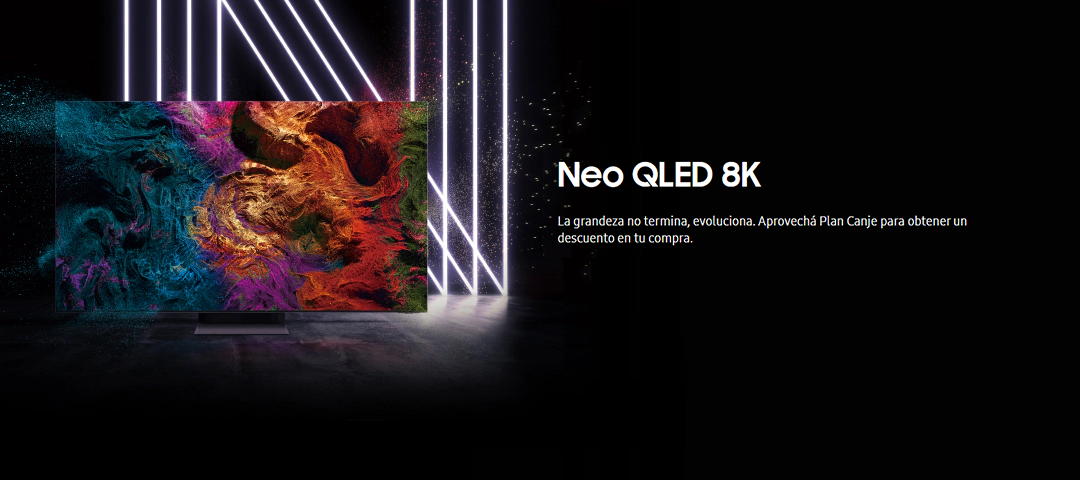 Neo QLED 8K
La grandeza no termina, evoluciona. Aprovechá Plan Canje para obtener un
descuento en tu compra.